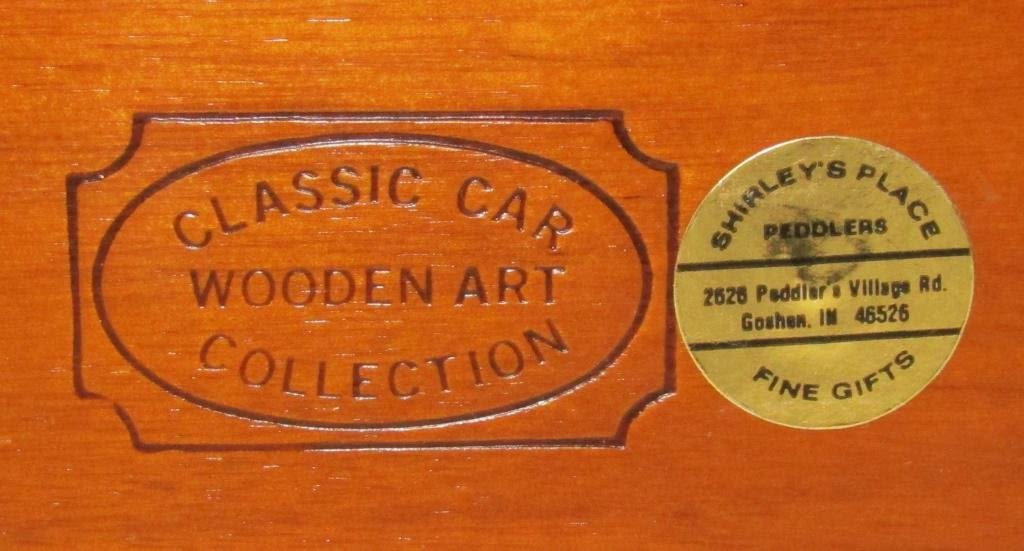 CLASSIC CAR
WOODEN ART
COLLECTION
SHIRLEY'S PLACE
PEDDLERS
2626 Peddler's Village Rd.
Goshen, IN 46526
FINE GIFTS